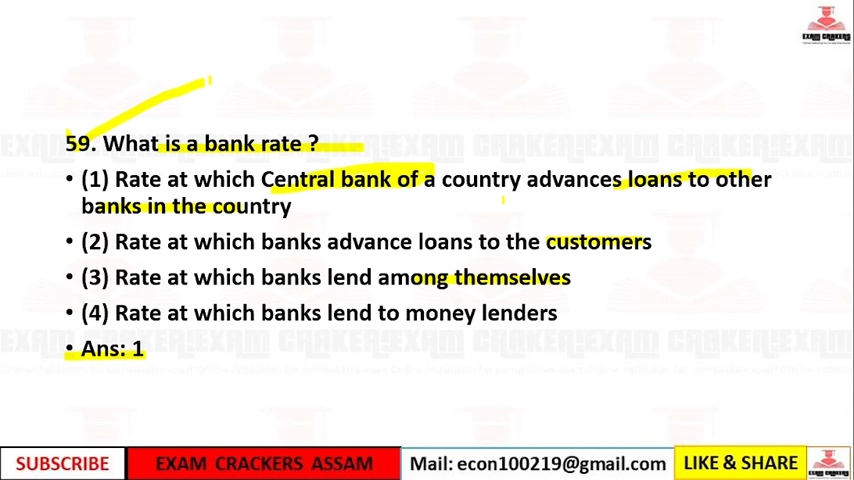 EXAM CRAKERS
59. What is a bank rate ?
• (1) Rate at which Central bank of a country advances loans to other
banks in the country
• (2) Rate at which banks advance loans to the customers
• (3) Rate at which banks lend among themselves
• (4) Rate at which banks lend to money lenders
• Ans: 1
SUBSCRIBE EXAM CRACKERS ASSAM Mail: econ100219@gmail.com LIKE & SHARE